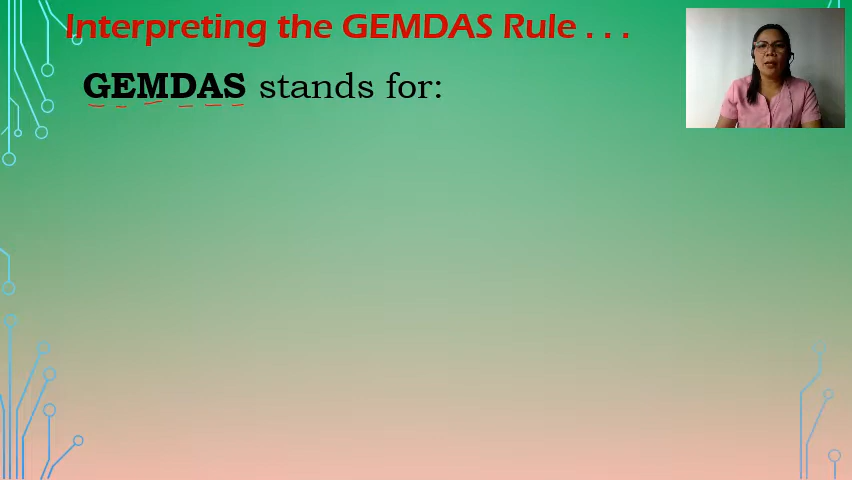 Interpreting the GEMDAS Rule . . .
GEMDAS stands for: